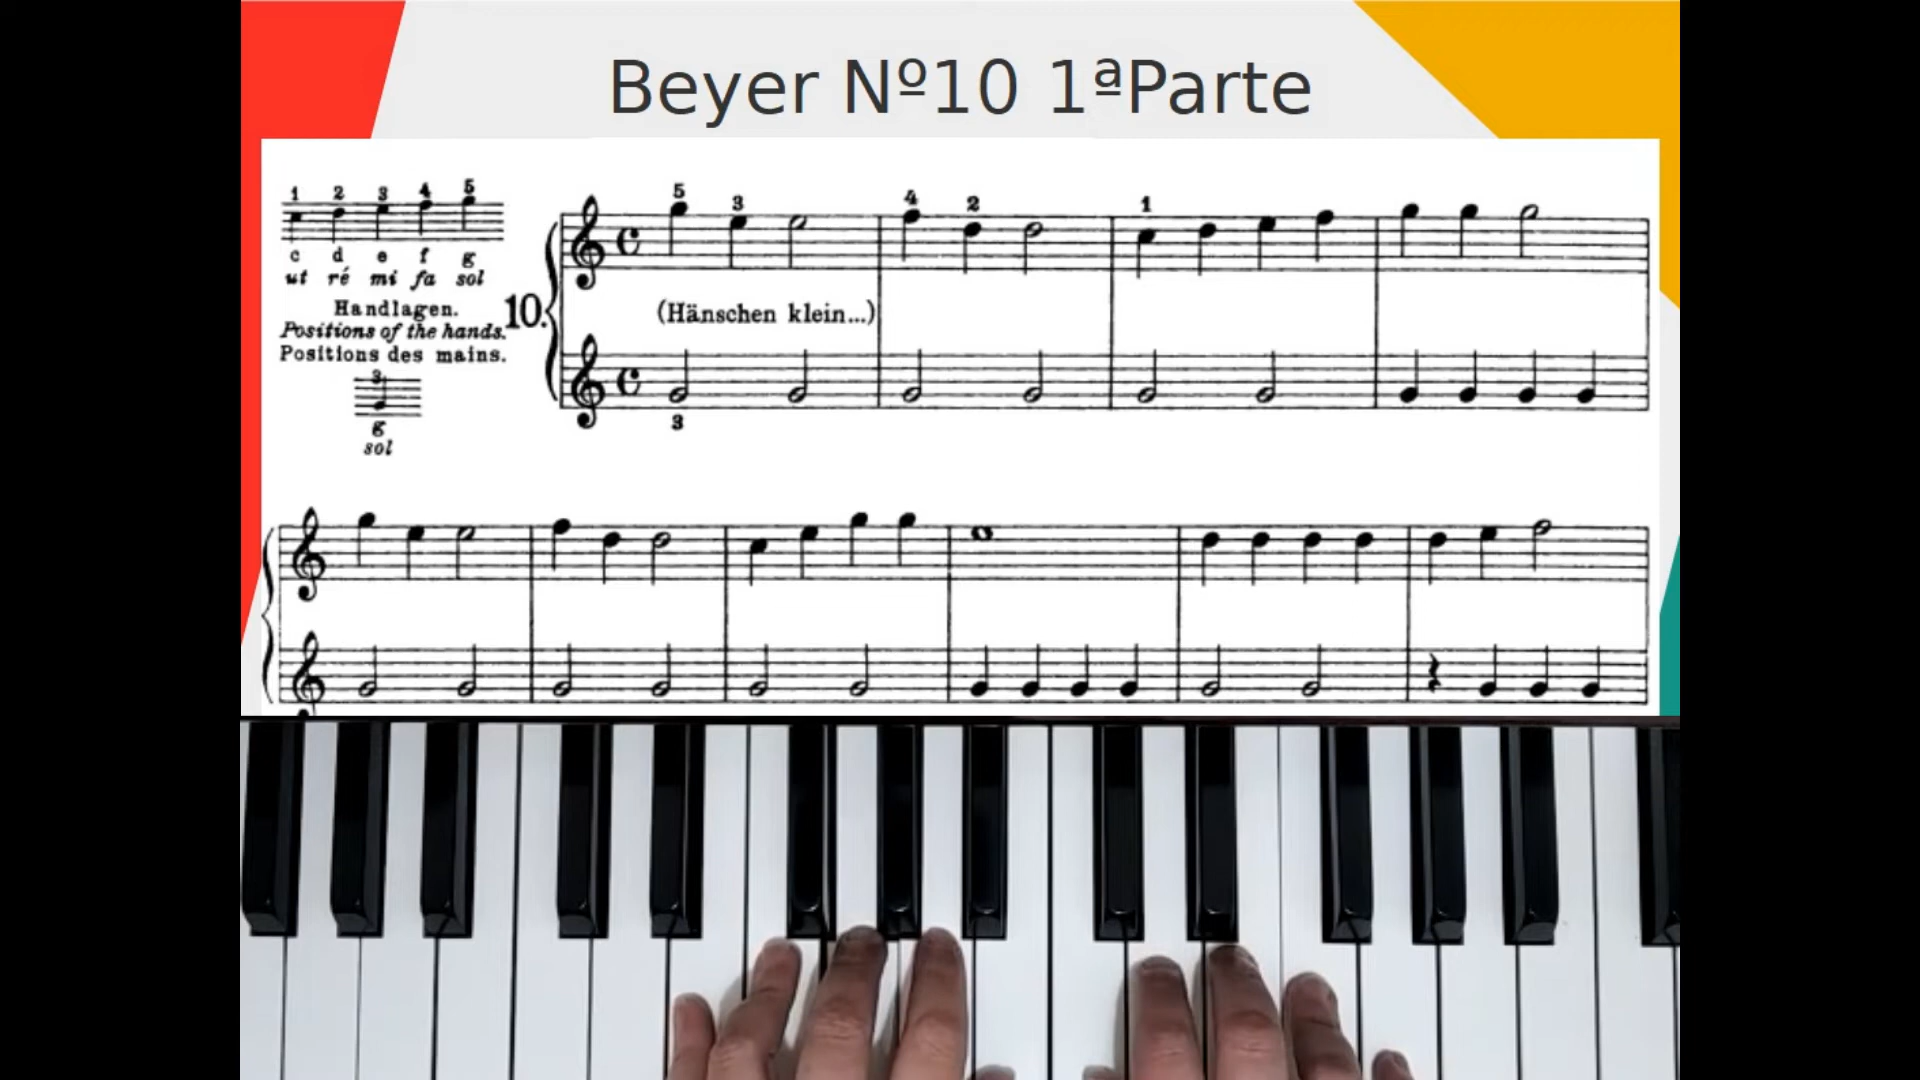 Beyer Nº10 1ªParte
1 2 3 4 5
c d e f g
ut ré mi fa sol
Handlagen.
Positions of the hands.
Positions des mains.
3
g
sol
10.
5 3 4 2 1
(Hänschen klein...)
3